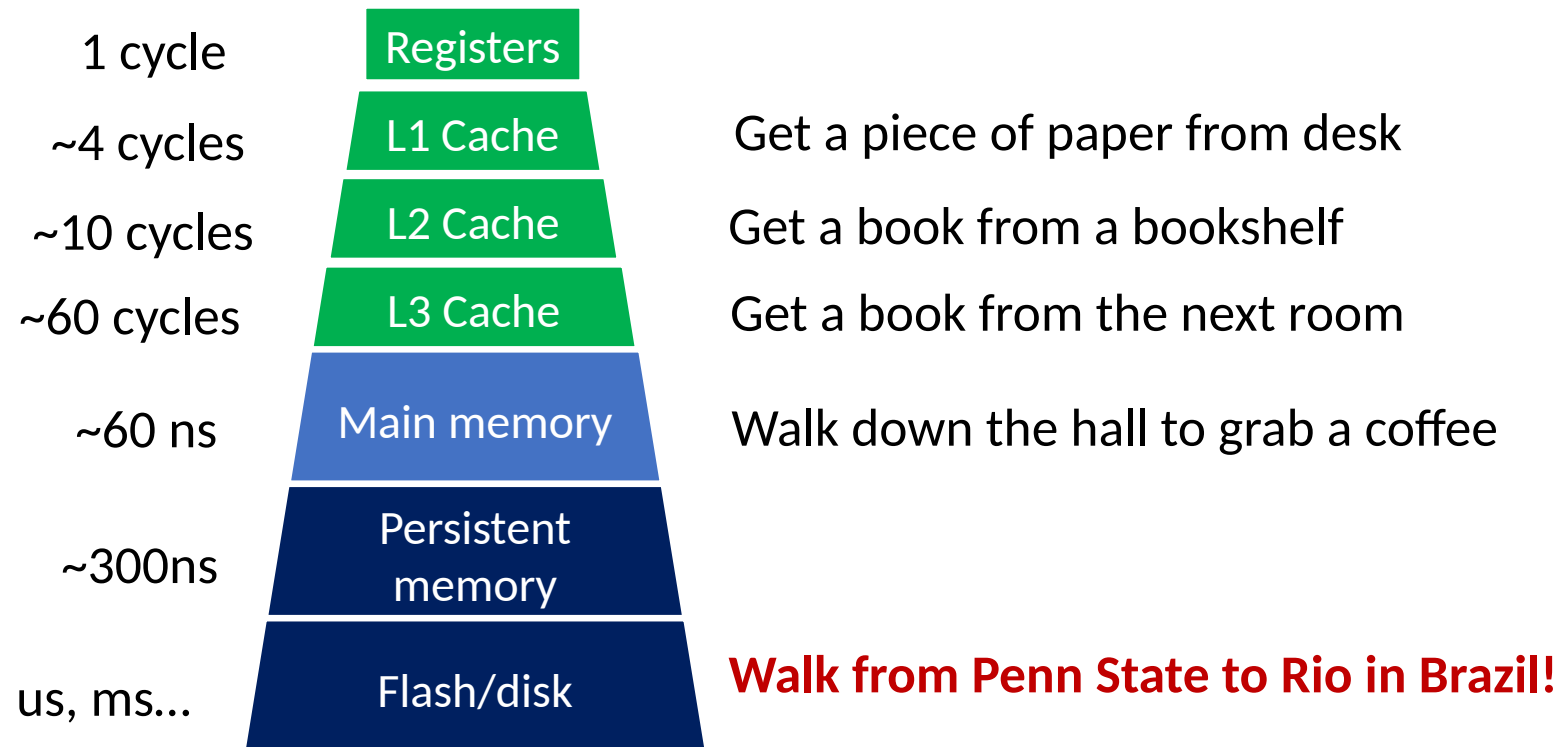 1 cycle
Registers
~4 cycles
L1 Cache
Get a piece of paper from desk
~10 cycles
L2 Cache
Get a book from a bookshelf
~60 cycles
L3 Cache
Get a book from the next room
~60 ns
Main memory
Walk down the hall to grab a coffee
~300ns
Persistent
memory
us, ms...
Flash/disk
Walk from Penn State to Rio in Brazil!